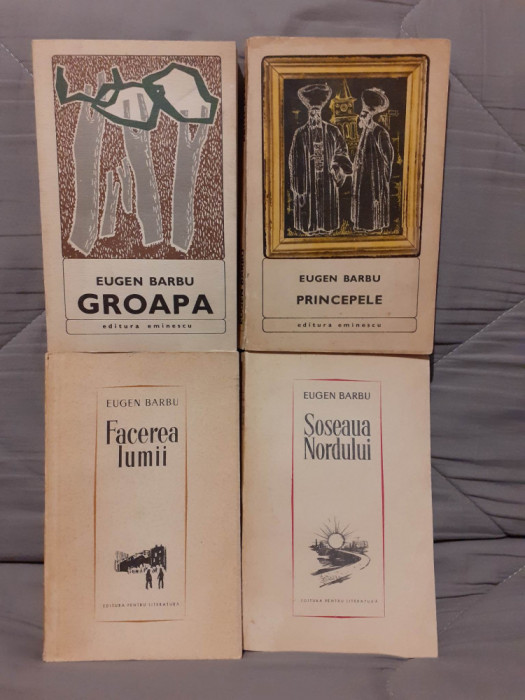 EUGEN BARBU
GROAPA
editura eminescu
EUGEN BARBU
PRINCEPELE
editura eminescu
EUGEN BARBU
Facerea
lumii
EDITURA PENTRU LITERATURĂ
EUGEN BARBU
Șoseaua
Nordului
EDITURA PENTRU LITERATURĂ